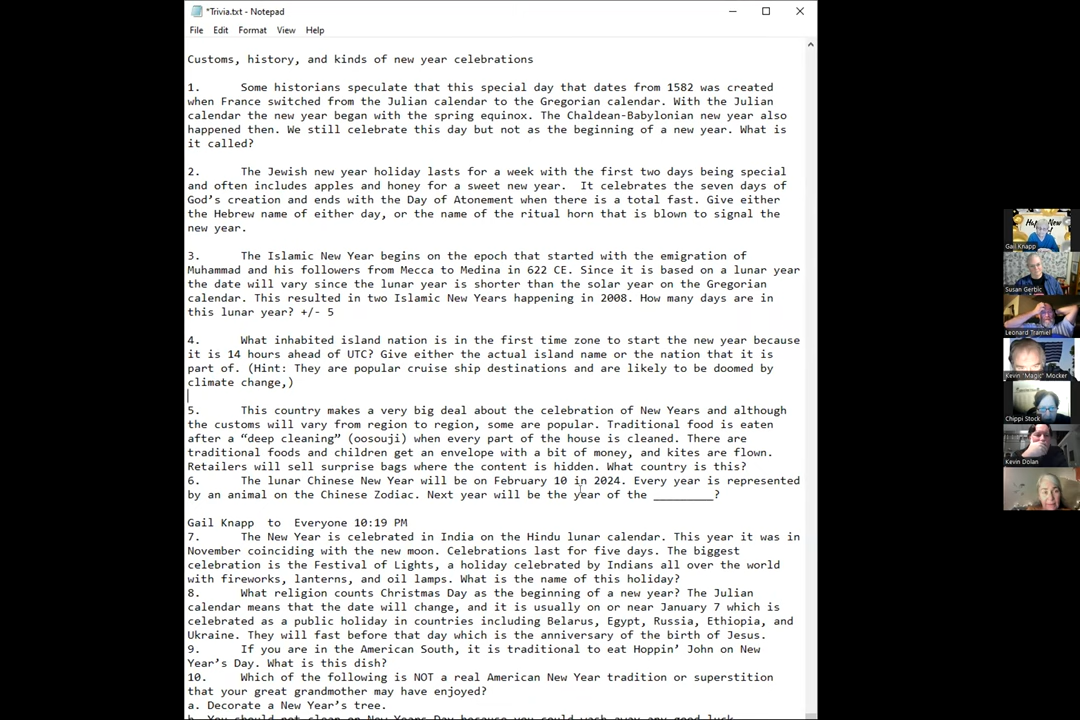 *Trivia.txt - Notepad
File Edit Format View Help
Customs, history, and kinds of new year celebrations
1. Some historians speculate that this special day that dates from 1582 was created
when France switched from the Julian calendar to the Gregorian calendar. With the Julian
calendar the new year began with the spring equinox. The Chaldean-Babylonian new year also
happened then. We still celebrate this day but not as the beginning of a new year. What is
it called?
2. The Jewish new year holiday lasts for a week with the first two days being special
and often includes apples and honey for a sweet new year.  It celebrates the seven days of
God’s creation and ends with the Day of Atonement when there is a total fast. Give either
the Hebrew name of either day, or the name of the ritual horn that is blown to signal the
new year.
3. The Islamic New Year begins on the epoch that started with the emigration of
Muhammad and his followers from Mecca to Medina in 622 CE. Since it is based on a lunar year
the date will vary since the lunar year is shorter than the solar year on the Gregorian
calendar. This resulted in two Islamic New Years happening in 2008. How many days are in
this lunar year? +/- 5
4. What inhabited island nation is in the first time zone to start the new year because
it is 14 hours ahead of UTC? Give either the actual island name or the nation that it is
part of. (Hint: They are popular cruise ship destinations and are likely to be doomed by
climate change,)
5. This country makes a very big deal about the celebration of New Years and although
the customs will vary from region to region, some are popular. Traditional food is eaten
after a “deep cleaning” (oosouji) when every part of the house is cleaned. There are
traditional foods and children get an envelope with a bit of money, and kites are flown.
Retailers will sell surprise bags where the content is hidden. What country is this?
6. The lunar Chinese New Year will be on February 10 in 2024. Every year is represented
by an animal on the Chinese Zodiac. Next year will be the year of the _________?
Gail Knapp  to  Everyone 10:19 PM
7. The New Year is celebrated in India on the Hindu lunar calendar. This year it was in
November coinciding with the new moon. Celebrations last for five days. The biggest
celebration is the Festival of Lights, a holiday celebrated by Indians all over the world
with fireworks, lanterns, and oil lamps. What is the name of this holiday?
8. What religion counts Christmas Day as the beginning of a new year? The Julian
calendar means that the date will change, and it is usually on or near January 7 which is
celebrated as a public holiday in countries including Belarus, Egypt, Russia, Ethiopia, and
Ukraine. They will fast before that day which is the anniversary of the birth of Jesus.
9. If you are in the American South, it is traditional to eat Hoppin’ John on New
Year’s Day. What is this dish?
10. Which of the following is NOT a real American New Year tradition or superstition
that your great grandmother may have enjoyed?
a. Decorate a New Year’s tree.
b. You should not clean on New Years Day because you could wash away any good luck.
Gail Knapp
Susan Gerbic
Leonard Tramiel
Kevin "Magic" Mocker
Chippi Stock
Kevin Dolan